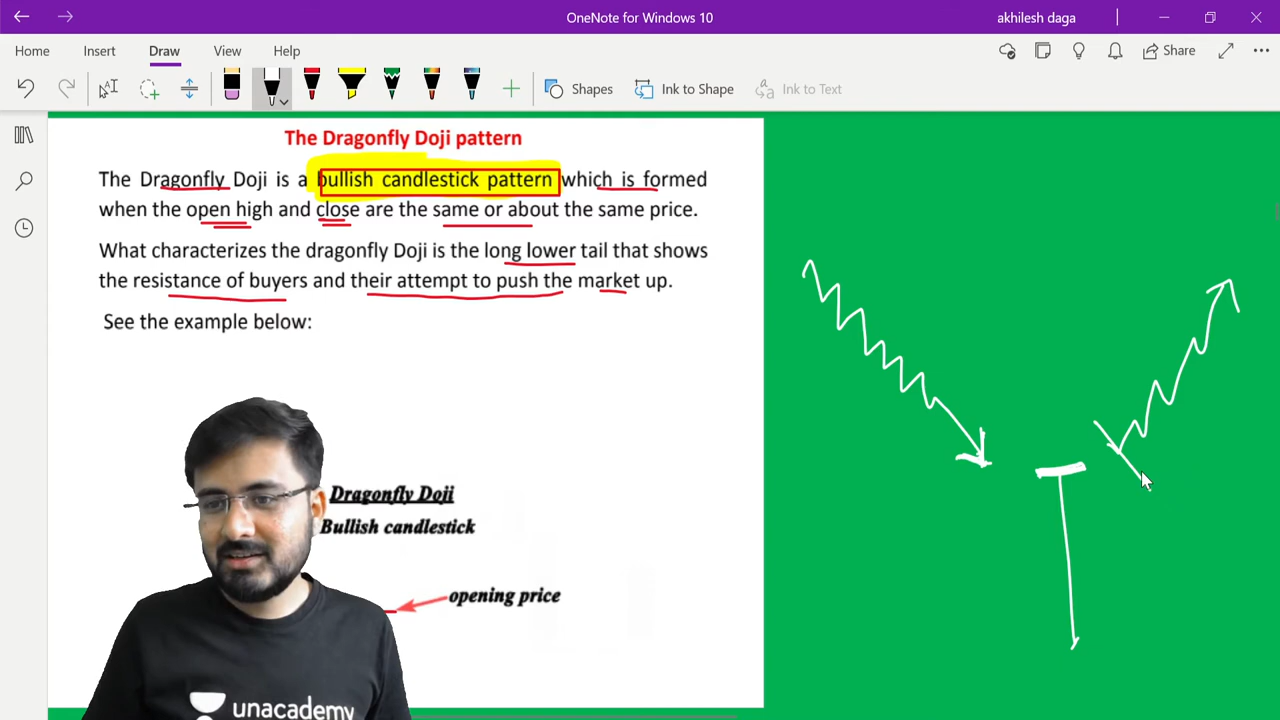 OneNote for Windows 10
akhilesh daga
Home
Insert
Draw
View
Help
Share
Shapes
Ink to Shape
Ink to Text
The Dragonfly Doji pattern
The Dragonfly Doji is a bullish candlestick pattern which is formed
when the open high and close are the same or about the same price.
What characterizes the dragonfly Doji is the long lower tail that shows
the resistance of buyers and their attempt to push the market up.
See the example below:
Dragonfly Doji
Bullish candlestick
opening price
unacademy